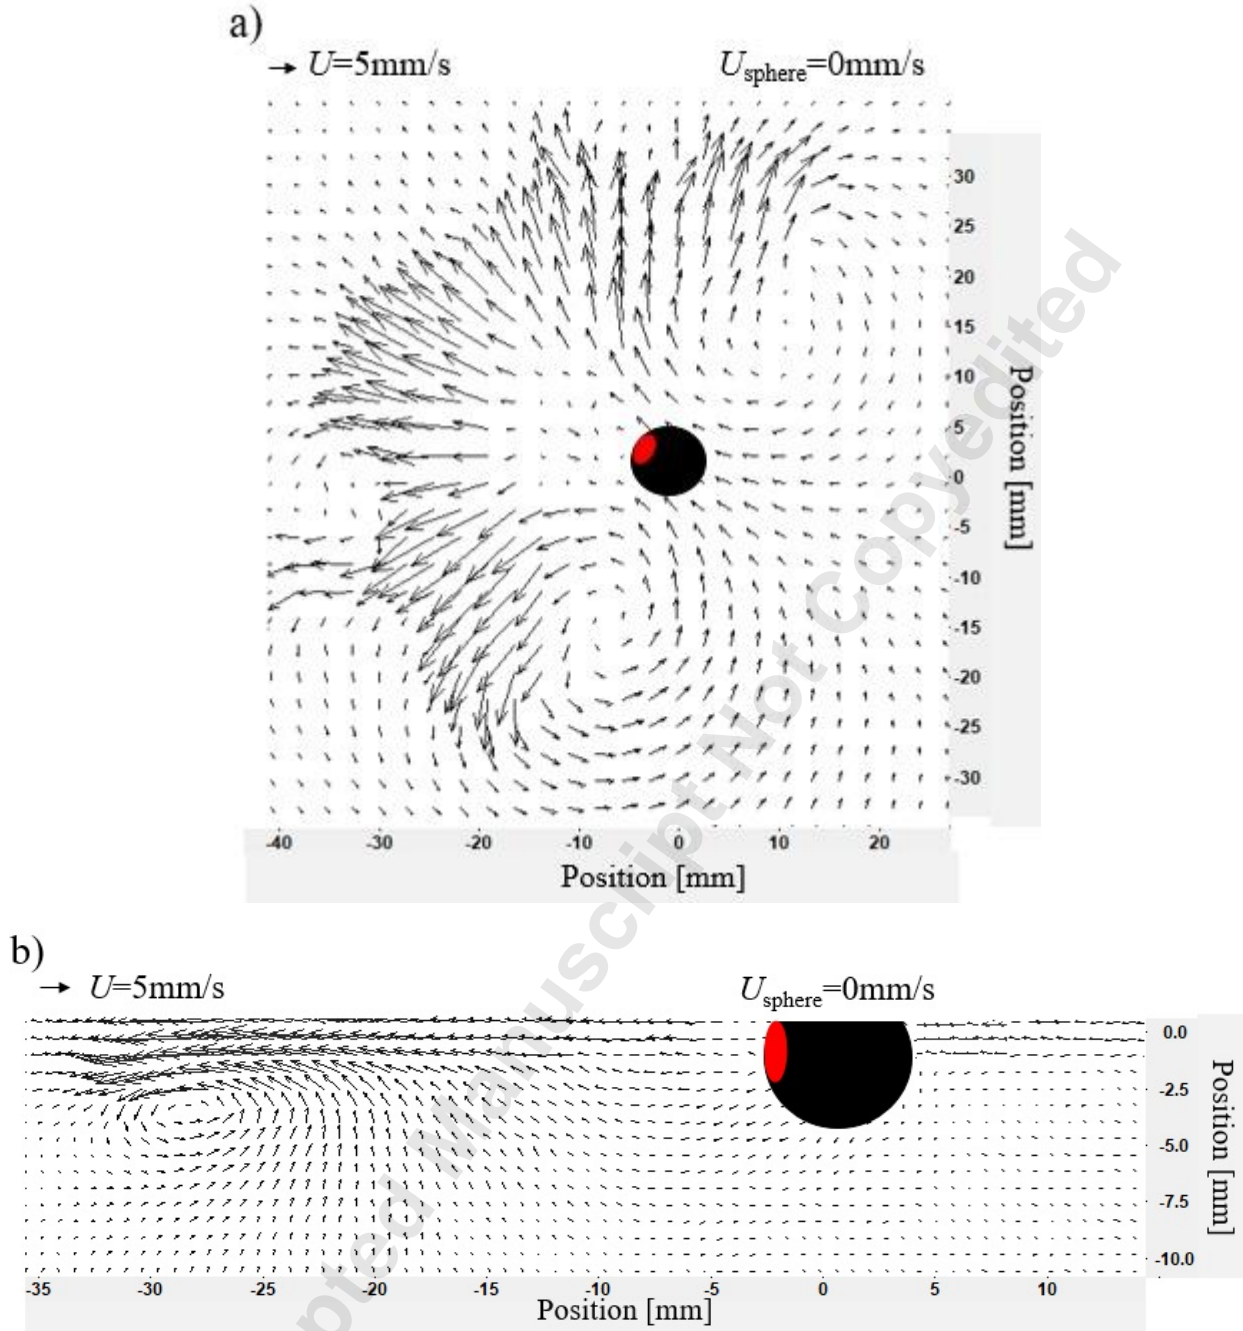 a)
U=5mm/s
Usphere=0mm/s
30
25
20
15
10
5
0
-5
-10
-15
-20
-25
-30
Position [mm]
-40 -30 -20 -10 0 10 20
Position [mm]
b)
U=5mm/s
Usphere=0mm/s
0.0
-2.5
-5.0
-7.5
-10.0
Position [mm]
-35 -30 -25 -20 -15 -10 -5 0 5 10
Position [mm]
pted Manuscript Not Copyedited